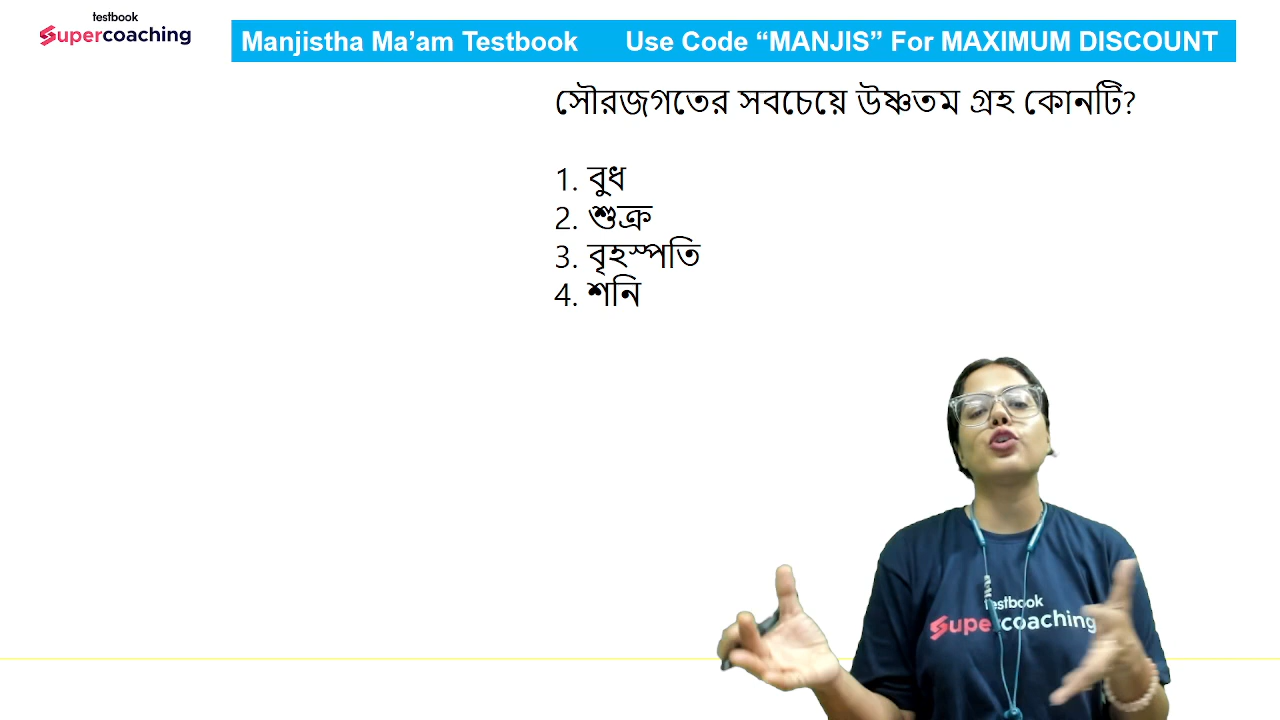 testbook
Supercoaching
Manjistha Ma’am Testbook Use Code “MANJIS” For MAXIMUM DISCOUNT
সৌরজগতের সবচেয়ে উষ্ণতম গ্রহ কোনটি?
1. বুধ
2. শুক্র
3. বৃহস্পতি
4. শনি
testbook
Supercoaching